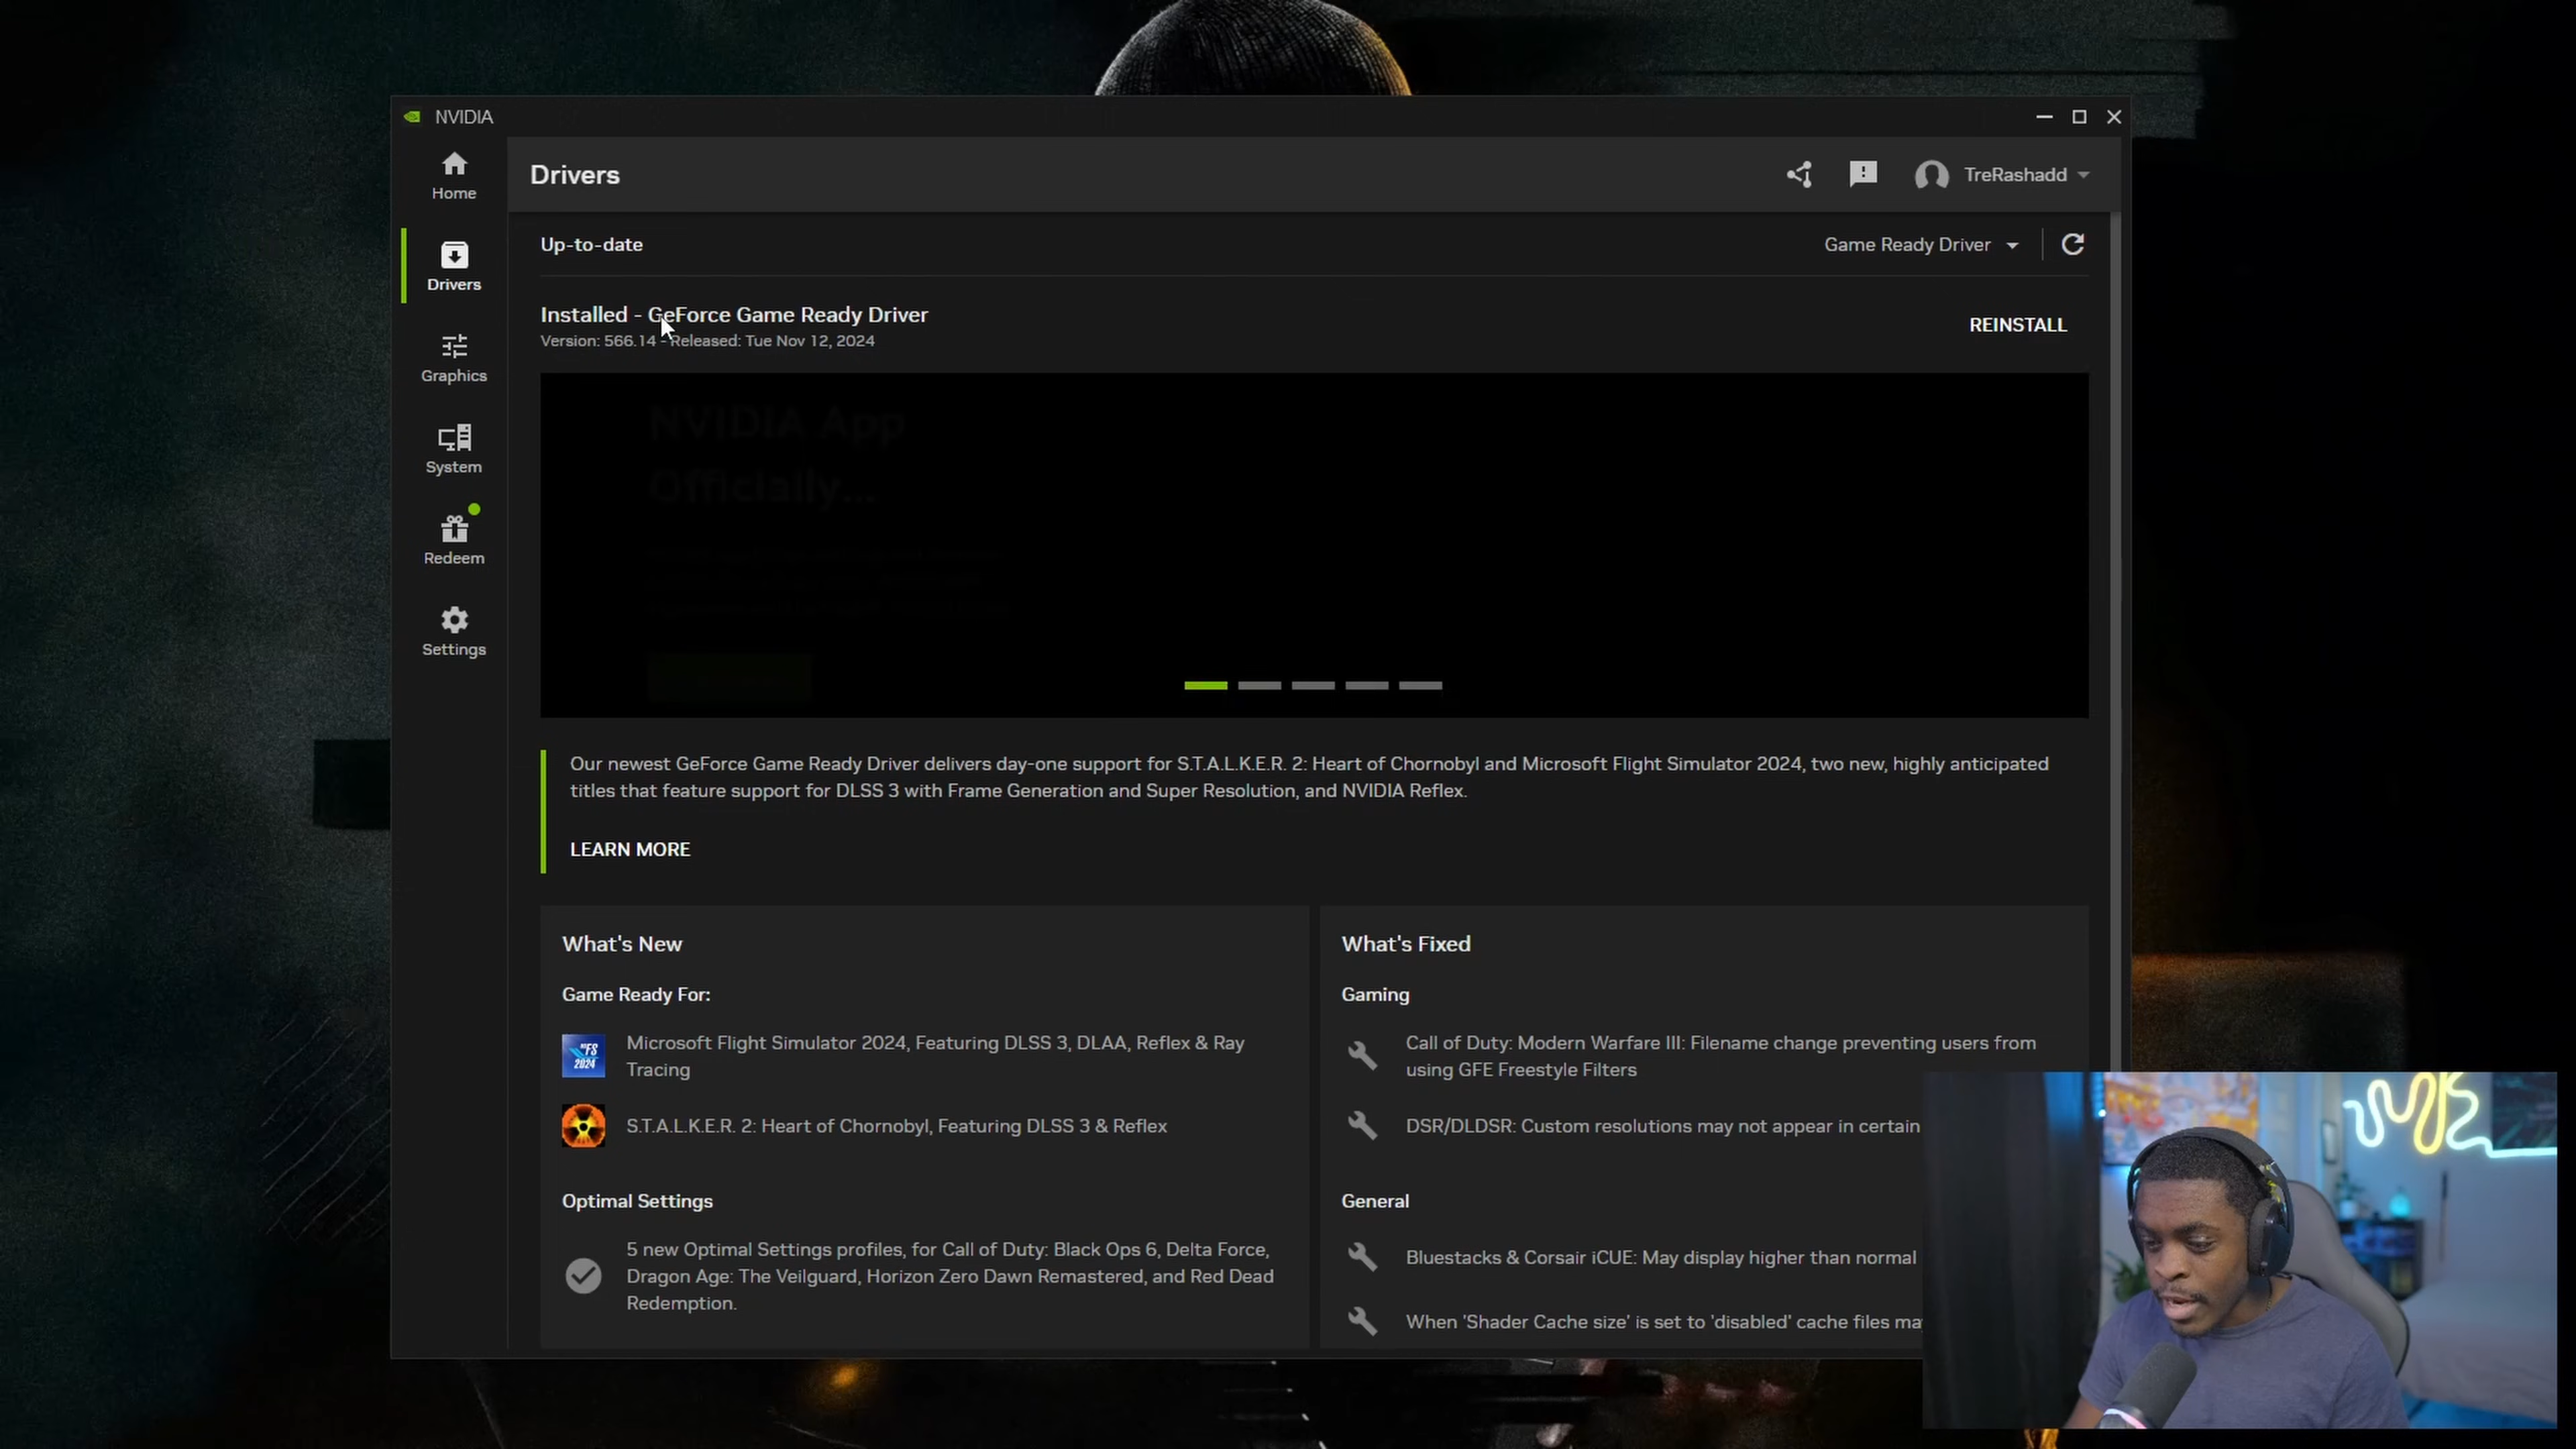 NVIDIA
Home
Drivers
Graphics
System
Redeem
Settings
Drivers
TreRashadd
Up-to-date
Game Ready Driver
Installed - GeForce Game Ready Driver
Version: 566.14 - Released: Tue Nov 12, 2024
REINSTALL
NVIDIA App
Officially...
Our newest GeForce Game Ready Driver delivers day-one support for S.T.A.L.K.E.R. 2: Heart of Chornobyl and Microsoft Flight Simulator 2024, two new, highly anticipated
titles that feature support for DLSS 3 with Frame Generation and Super Resolution, and NVIDIA Reflex.
LEARN MORE
What's New
Game Ready For:
FS
2024
Microsoft Flight Simulator 2024, Featuring DLSS 3, DLAA, Reflex & Ray
Tracing
S.T.A.L.K.E.R. 2: Heart of Chornobyl, Featuring DLSS 3 & Reflex
Optimal Settings
5 new Optimal Settings profiles, for Call of Duty: Black Ops 6, Delta Force,
Dragon Age: The Veilguard, Horizon Zero Dawn Remastered, and Red Dead
Redemption.
What's Fixed
Gaming
Call of Duty: Modern Warfare III: Filename change preventing users from
using GFE Freestyle Filters
DSR/DLDSR: Custom resolutions may not appear in certain
General
Bluestacks & Corsair iCUE: May display higher than normal
When 'Shader Cache size' is set to 'disabled' cache files